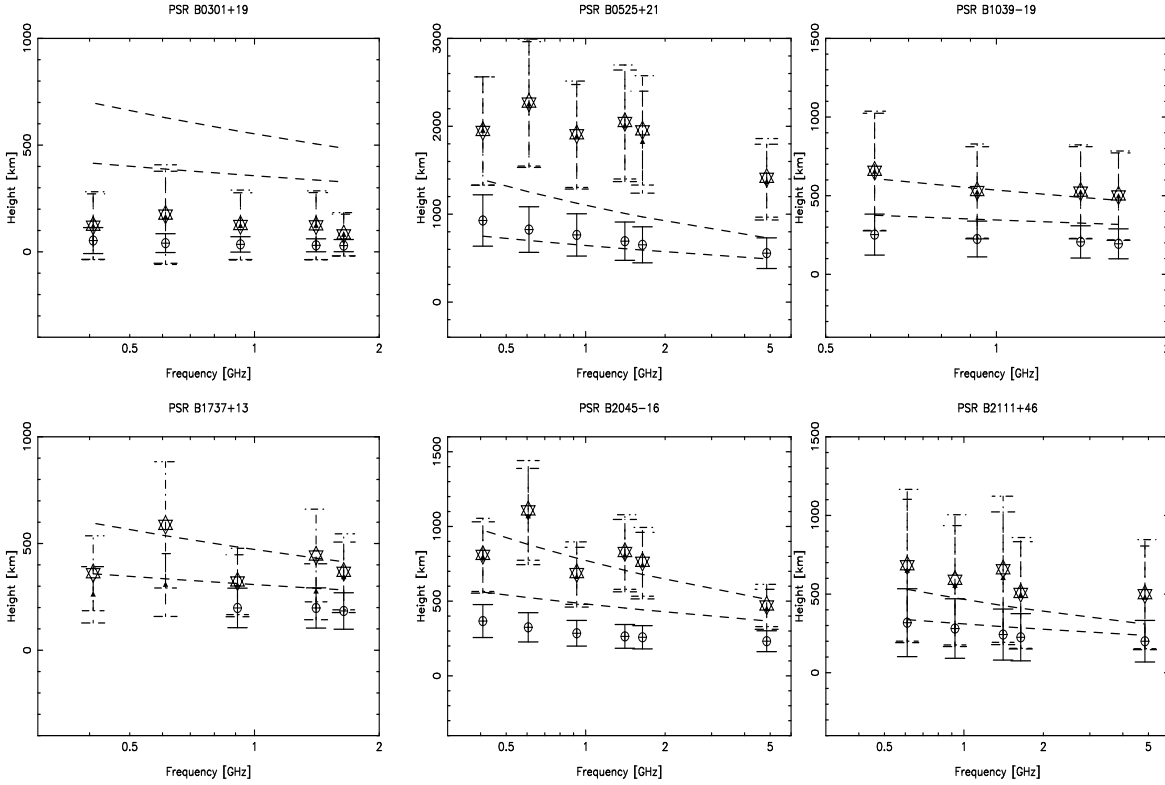 PSR B0301+19
PSR B0525+21
PSR B1039−19
1000
500
0
Height [km]
0.5
1
2
Frequency [GHz]
3000
2000
1000
0
Height [km]
0.5
1
2
5
Frequency [GHz]
1500
1000
500
0
Height [km]
0.5
1
Frequency [GHz]
PSR B1737+13
PSR B2045−16
PSR B2111+46
1000
500
0
Height [km]
0.5
1
2
Frequency [GHz]
1500
1000
500
0
Height [km]
0.5
1
2
5
Frequency [GHz]
1500
1000
500
0
Height [km]
0.5
1
2
5
Frequency [GHz]